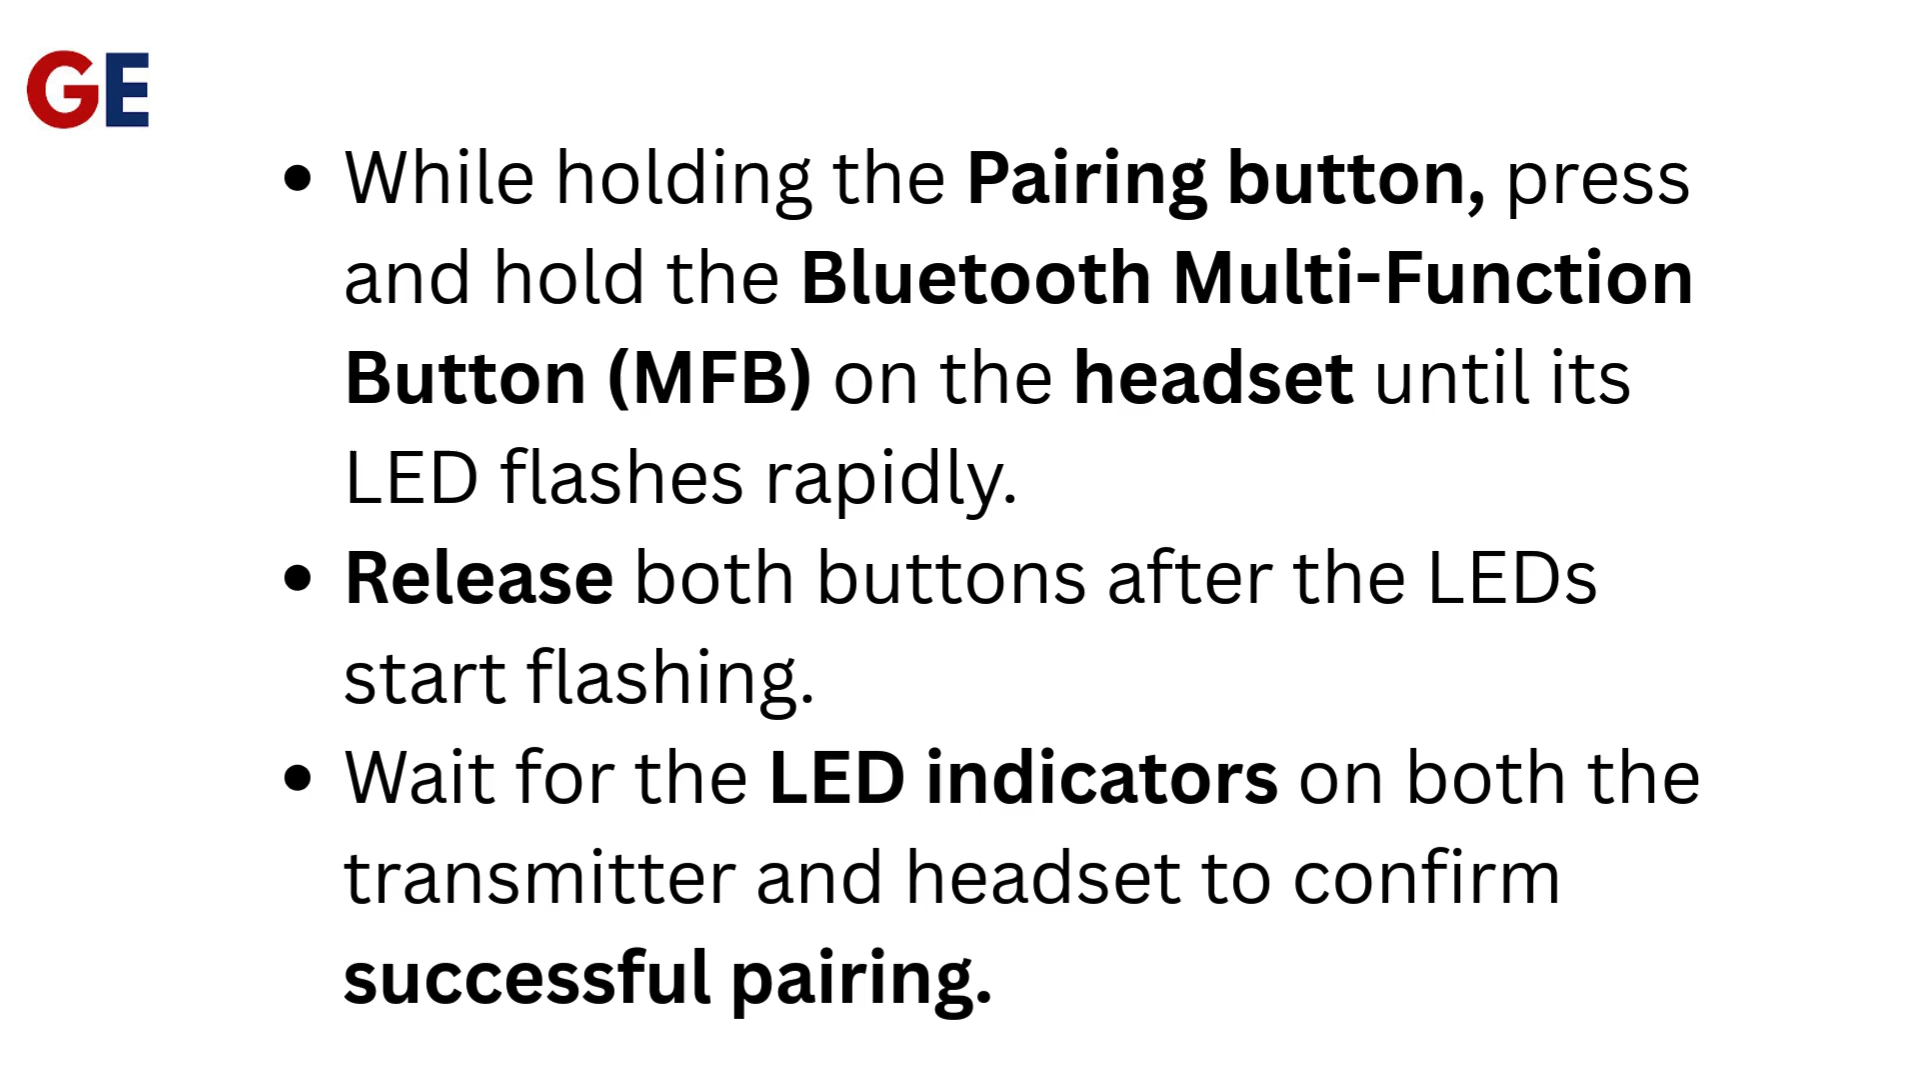 GE
• While holding the Pairing button, press
and hold the Bluetooth Multi-Function
Button (MFB) on the headset until its
LED flashes rapidly.
• Release both buttons after the LEDs
start flashing.
• Wait for the LED indicators on both the
transmitter and headset to confirm
successful pairing.